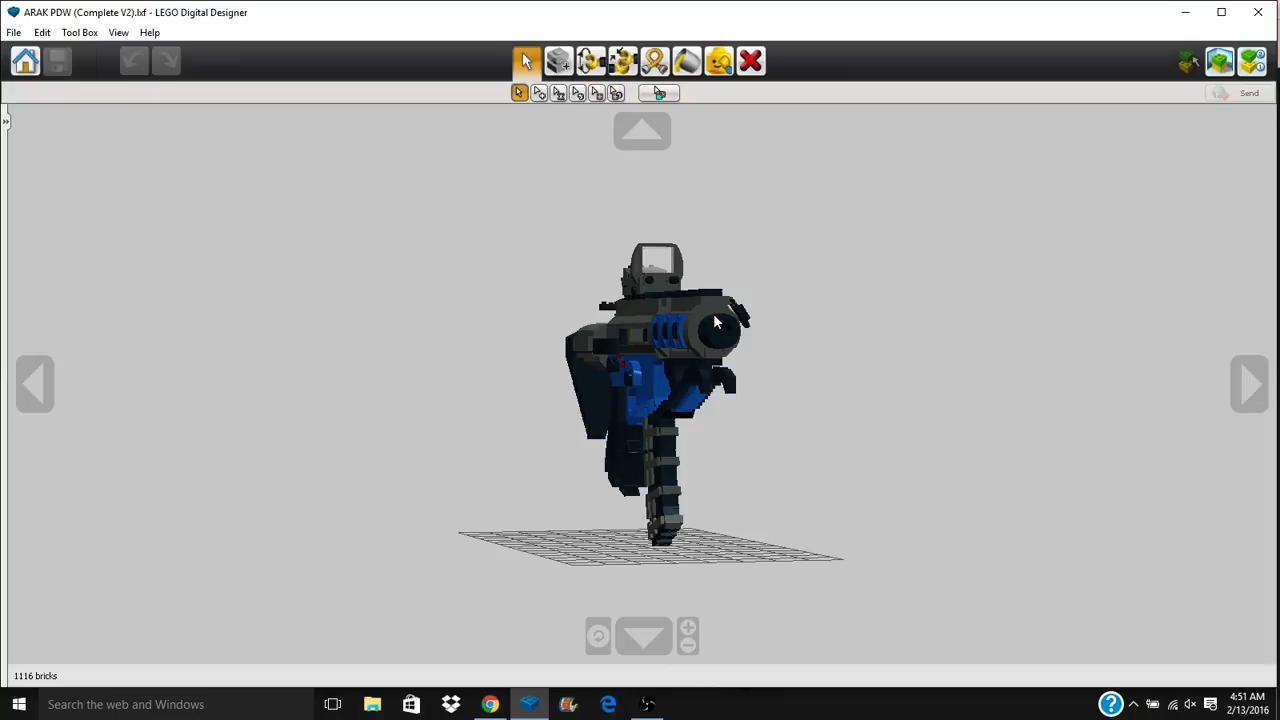 ARAK PDW (Complete V2).lxf - LEGO Digital Designer
File Edit Tool Box View Help
Send
1116 bricks
Search the web and Windows
4:51 AM
2/13/2016